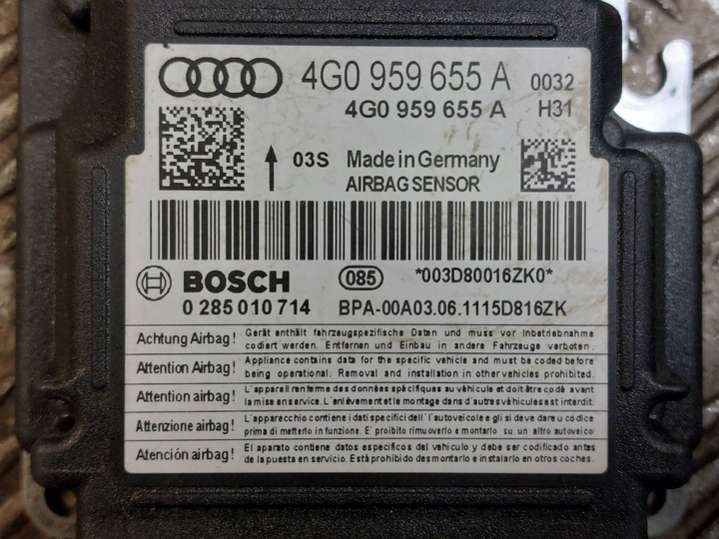 4G0 959 655 A 0032
4G0 959 655 A H31
03S Made in Germany
AIRBAG SENSOR
BOSCH 085 *003D80016ZK0*
0 285 010 714 BPA-00A03.06.1115D816ZK
Achtung Airbag! Gerät enthält fahrzeugspezifische Daten und muss vor Inbetriebnahme
codiert werden. Entfernen und Einbau in andere Fahrzeuge verboten.
Attention Airbag! Appliance contains data for the specific vehicle and must be coded before
being operational. Removal and installation in other vehicles prohibited.
Attention airbag! L'appareil renferme des données spécifiques au véhicule et doit être codé avant
la mise en service. L'enlèvement et le montage dans d'autres véhicules est interdit.
Attenzione airbag! L'apparecchio contiene i dati specifici dell'l'autoveicolo e gli si deve dare u codice
prima di metterlo in funzione. E' proibito rimuoverlo e montarlo su un altro autoveicolo
Atención airbag! El aparato contiene datos especificos del vehiculo y debe ser codificado antes
de la puesta en servicio. Está prohibido desmontarlo e instalarlo en otros coches.